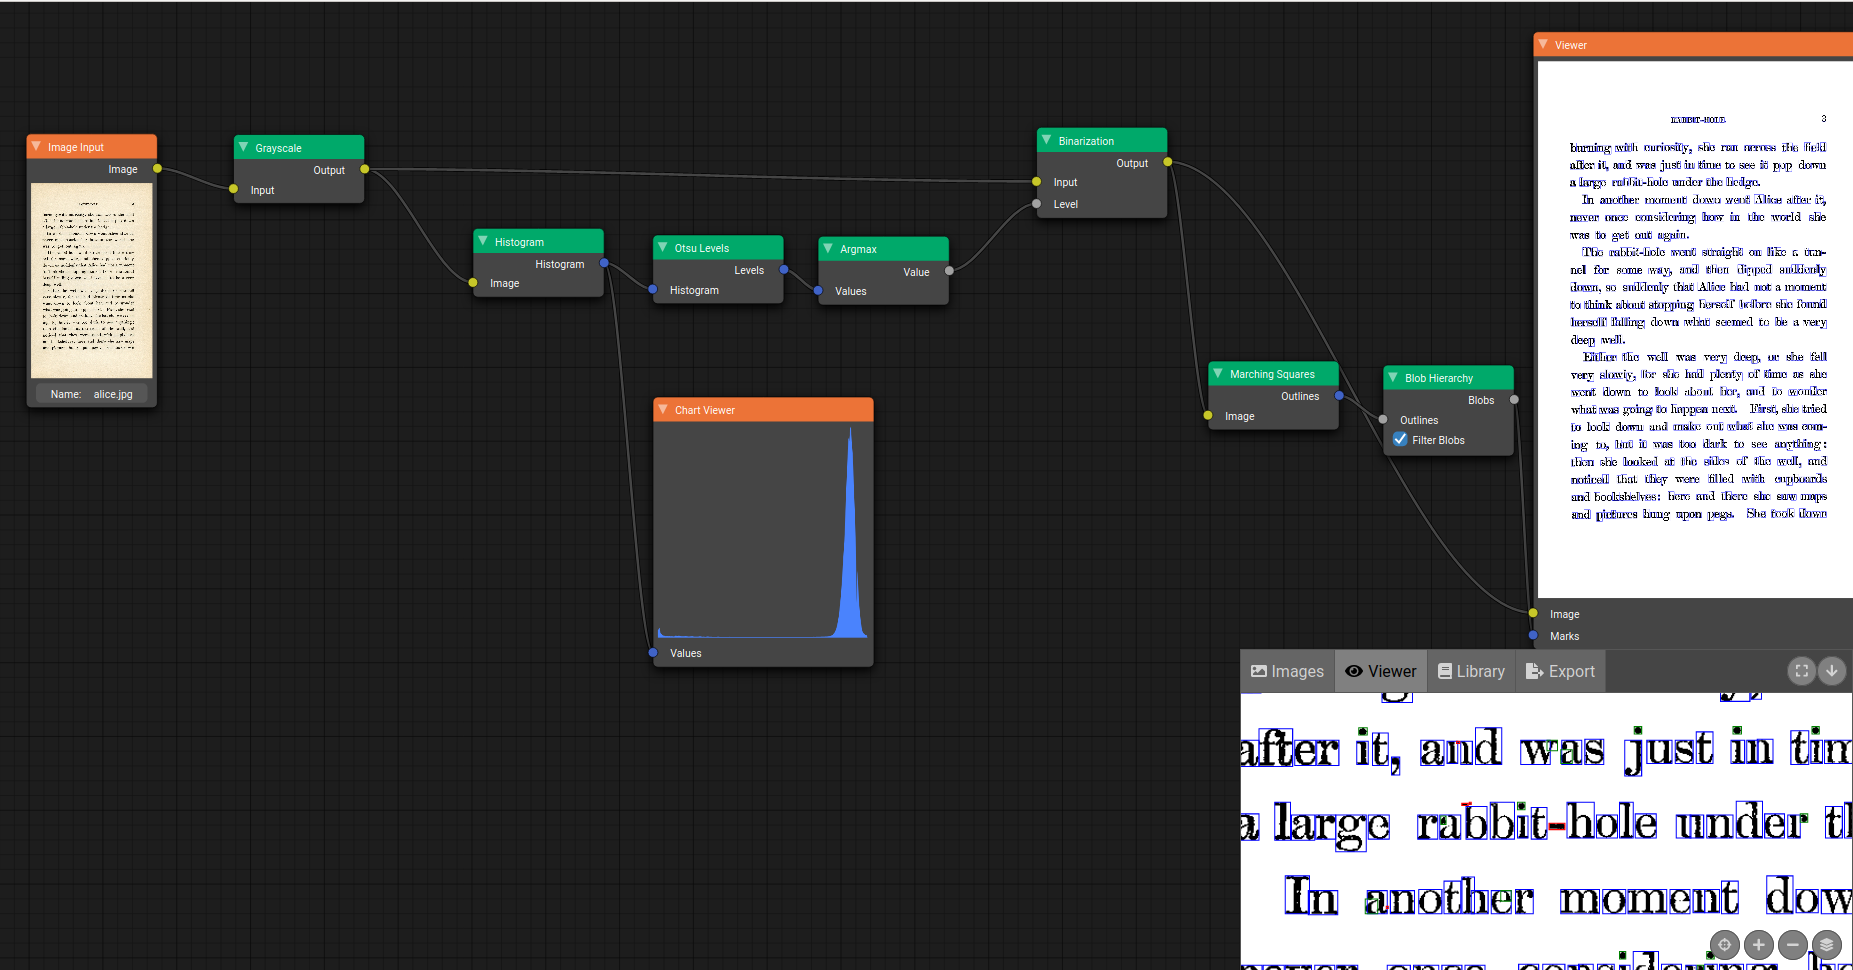 Image Input
Image
Name: alice.jpg
Grayscale
Output
Input
Histogram
Histogram
Image
Otsu Levels
Levels
Histogram
Argmax
Value
Values
Chart Viewer
Values
Binarization
Output
Input
Level
Marching Squares
Outlines
Image
Blob Hierarchy
Blobs
Outlines
Filter Blobs
Viewer
RABBIT-HOLE. 3
burning with curiosity, she ran across the field
after it, and was just in time to see it pop down
a large rabbit-hole under the hedge.
In another moment down went Alice after it,
never once considering how in the world she
was to get out again.
The rabbit-hole went straight on like a tun-
nel for some way, and then dipped suddenly
down, so suddenly that Alice had not a moment
to think about stopping herself before she found
herself falling down what seemed to be a very
deep well.
Either the well was very deep, or she fell
very slowly, for she had plenty of time as she
went down to look about her, and to wonder
what was going to happen next. First, she tried
to look down and make out what she was com-
ing to, but it was too dark to see anything:
then she looked at the sides of the well, and
noticed that they were filled with cupboards
and bookshelves: here and there she saw maps
and pictures hung upon pegs. She took down
Image
Marks
Images
Viewer
Library
Export
after it, and was just in tim
a large rabbit-hole under th
In another moment dow